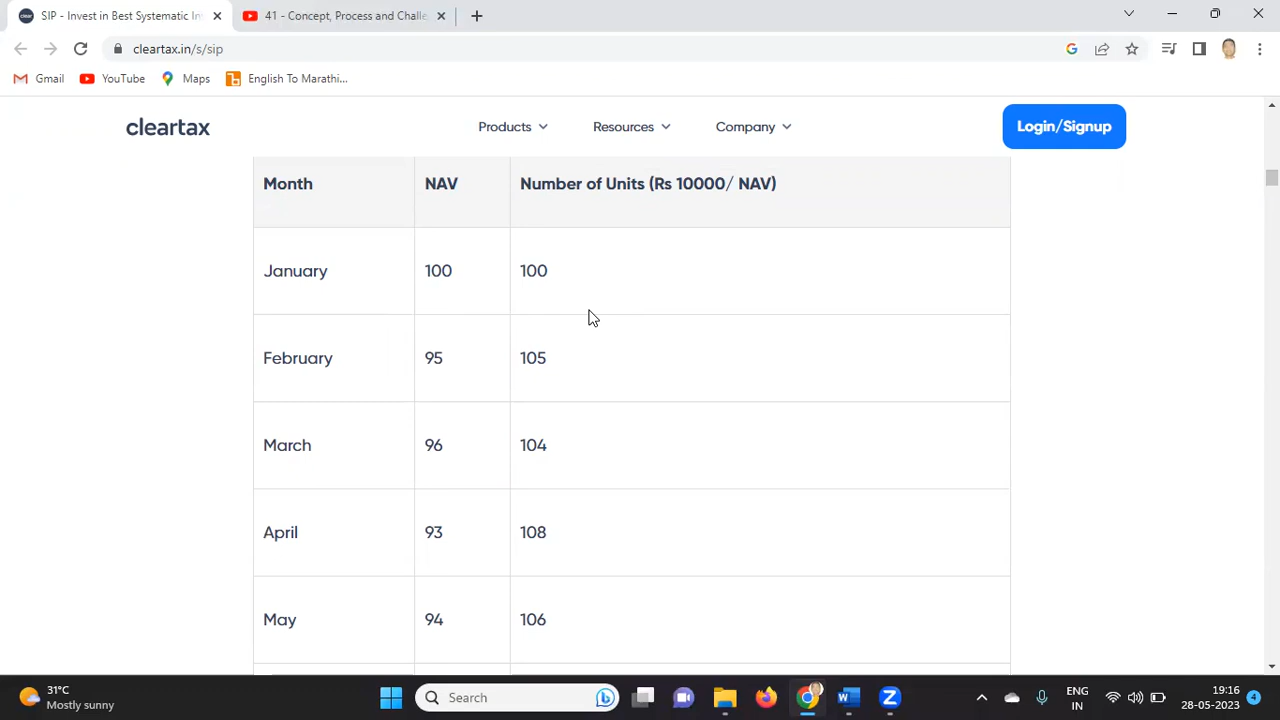 SIP - Invest in Best Systematic In
41 - Concept, Process and Challe
cleartax.in/s/sip
Gmail YouTube Maps English To Marathi...
cleartax Products Resources Company Login/Signup
Month NAV Number of Units (Rs 10000/ NAV)
January 100 100
February 95 105
March 96 104
April 93 108
May 94 106
31°C
Mostly sunny
Search
ENG
IN
19:16
28-05-2023
4